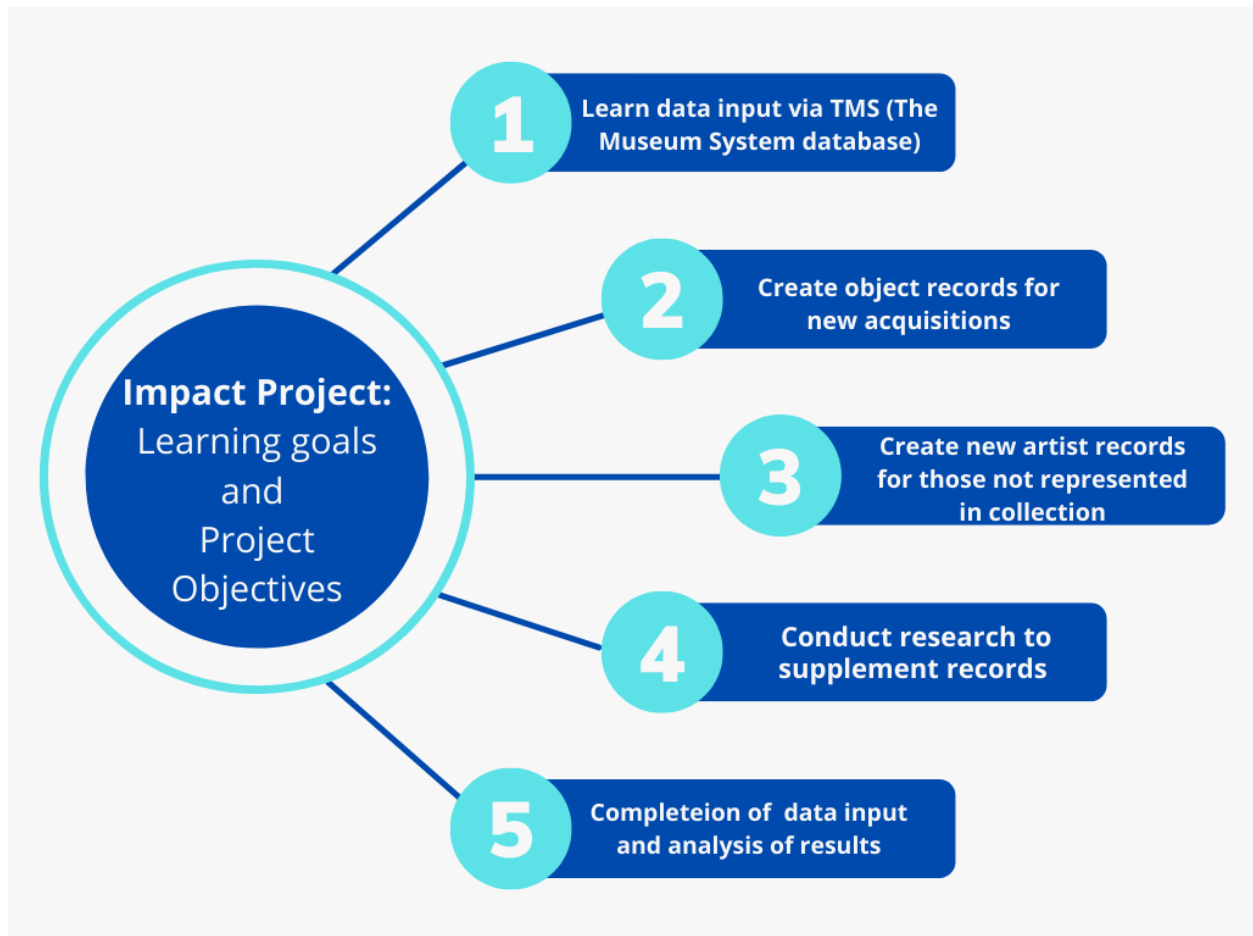 Impact Project:
Learning goals
and
Project
Objectives
1
Learn data input via TMS (The
Museum System database)
2
Create object records for
new acquisitions
3
Create new artist records
for those not represented
in collection
4
Conduct research to
supplement records
5
Completeion of data input
and analysis of results